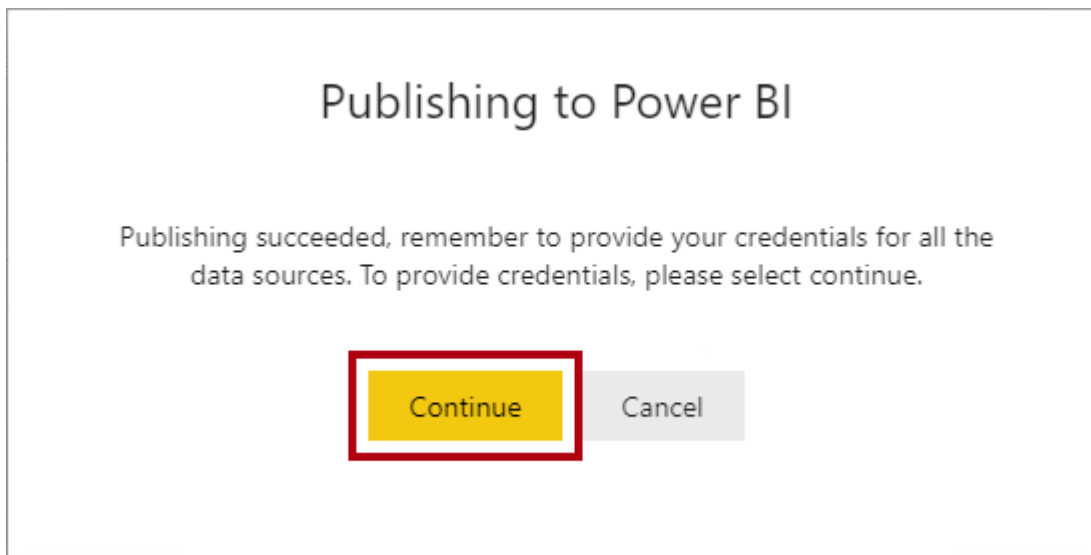 Publishing to Power BI
Publishing succeeded, remember to provide your credentials for all the
data sources. To provide credentials, please select continue.
Continue
Cancel